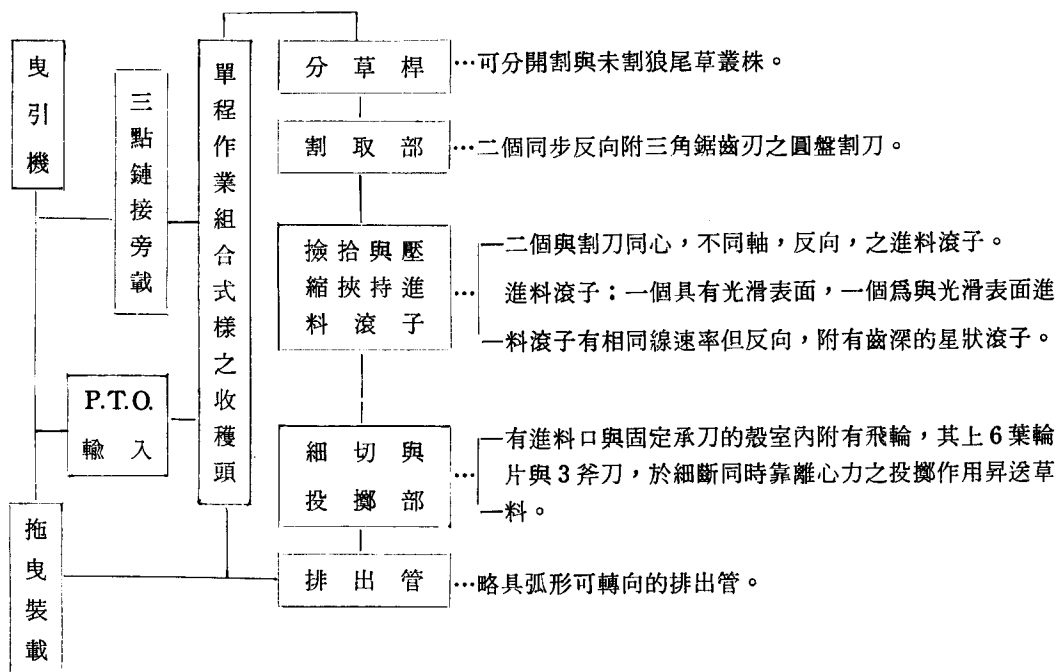 曳引機
三點鏈接旁載
P.T.O.
輸入
拖曳裝載
單程作業組合式樣之收穫頭
分草桿
…可分開割與未割狼尾草叢株。
割取部
…二個同步反向附三角鋸齒刃之圓盤割刀。
撿拾與壓
縮挾持進
料滾子
…
二個與割刀同心，不同軸，反向，之進料滾子。
進料滾子：一個具有光滑表面，一個爲與光滑表面進
料滾子有相同線速率但反向，附有齒深的星狀滾子。
細切與
投擲部
…
有進料口與固定承刀的殼室內附有飛輪，其上6葉輪
片與3斧刀，於細斷同時靠離心力之投擲作用昇送草
料。
排出管
…略具弧形可轉向的排出管。